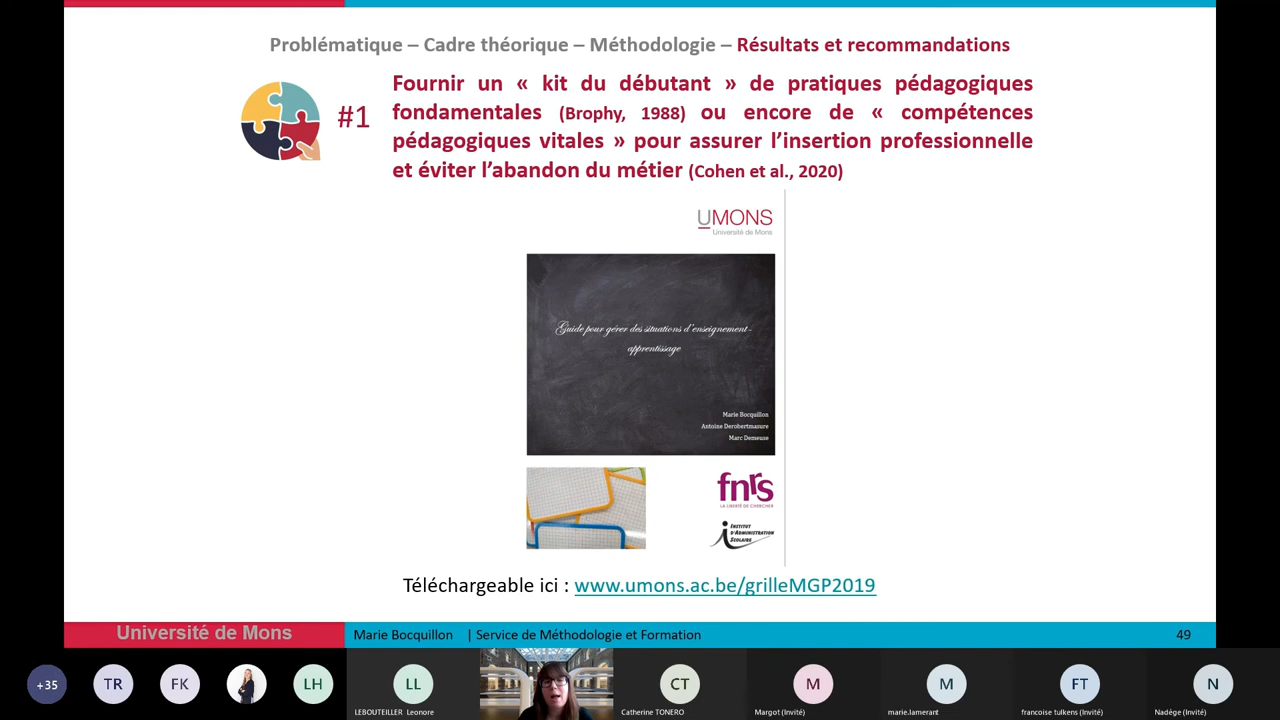 Problématique – Cadre théorique – Méthodologie – Résultats et recommandations
#1
Fournir un « kit du débutant » de pratiques pédagogiques
fondamentales (Brophy, 1988) ou encore de « compétences
pédagogiques vitales » pour assurer l'insertion professionnelle
et éviter l'abandon du métier (Cohen et al., 2020)
UMONS
Université de Mons
Guide pour gérer des situations d'enseignement-
apprentissage
Marie Bocquillon
Antoine Derobertmasure
Marc Demeuse
fnrs
LA LIBERTÉ DE CHERCHER
INSTITUT
D'ADMINISTRATION
SCOLAIRE
Téléchargeable ici : www.umons.ac.be/grilleMGP2019
Université de Mons
Marie Bocquillon | Service de Méthodologie et Formation
49
+35
TR
FK
LH
LL
CT
M
M
FT
N
LEBOUTEILLER Leonore
Catherine TONERO
Margot (Invité)
marie.lamerant
francoise tulkens (Invité)
Nadège (Invité)